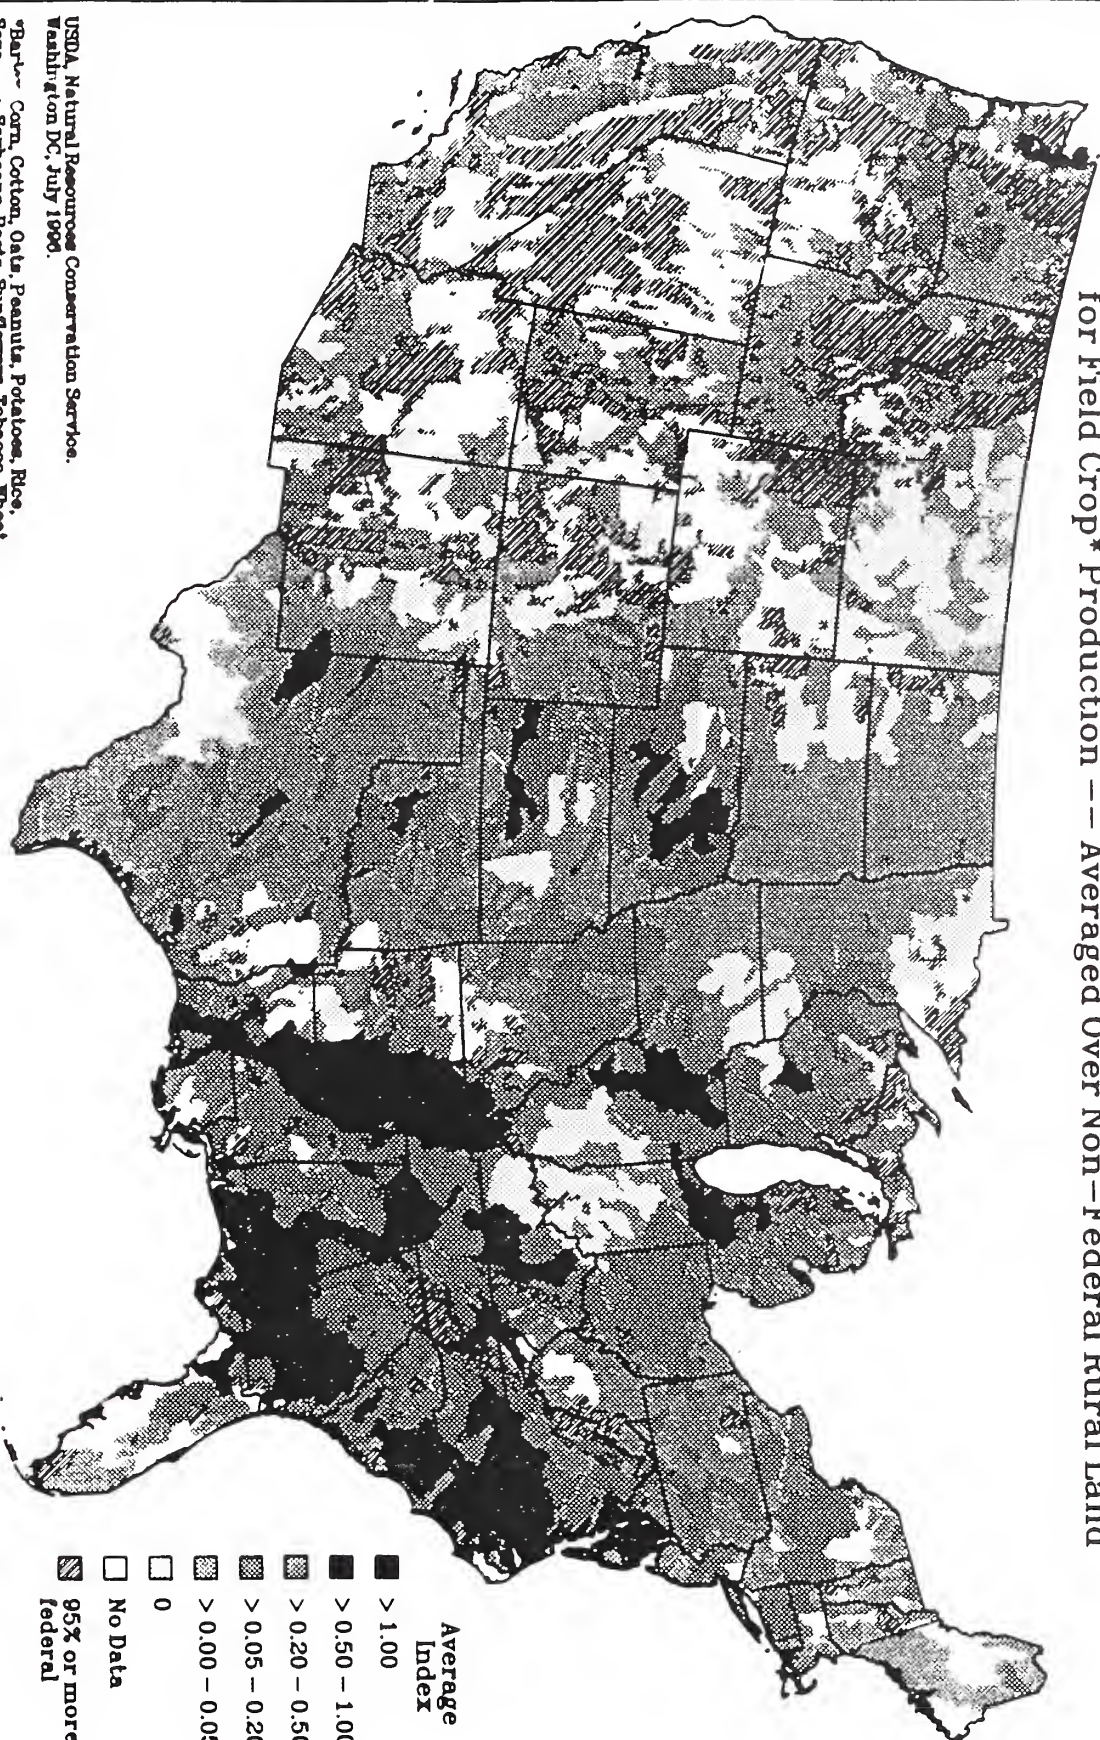 for Field Crop* Production -- Averaged Over Non-Federal Rural Land
Average
Index
> 1.00
> 0.50 - 1.00
> 0.20 - 0.50
> 0.05 - 0.20
> 0.00 - 0.05
0
No Data
95% or more
federal
USDA, Natural Resources Conservation Service.
Washington DC, July 1996.
Corn, Cotton, Oats, Peanuts, Potatoes, Rice,